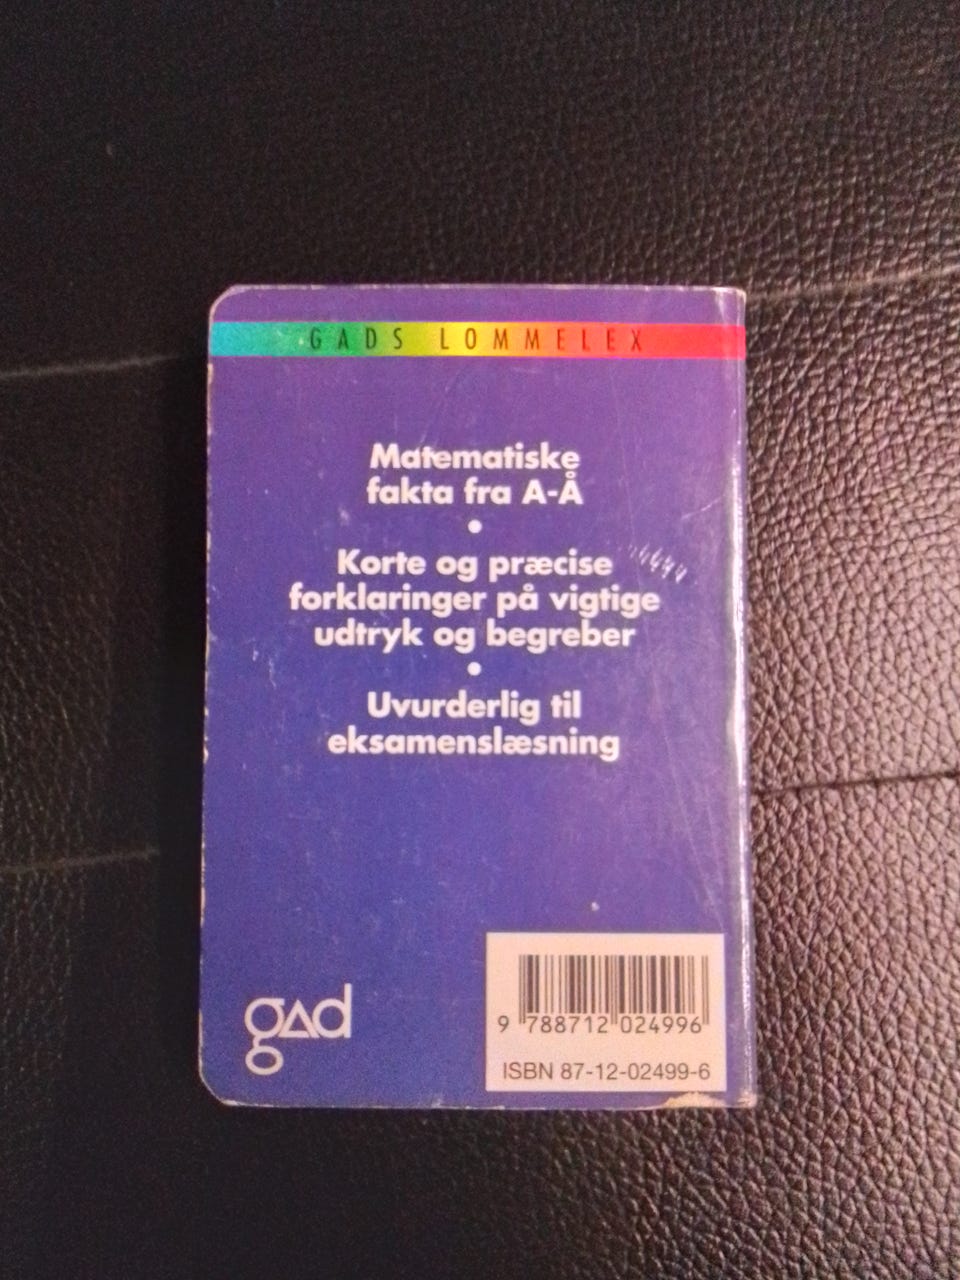 GADS LOMMELEX
Matematiske
fakta fra A-Å
•
Korte og præcise
forklaringer på vigtige
udtryk og begreber
•
Uvurderlig til
eksamenslæsning
gad
9 788712 024996
ISBN 87-12-02499-6